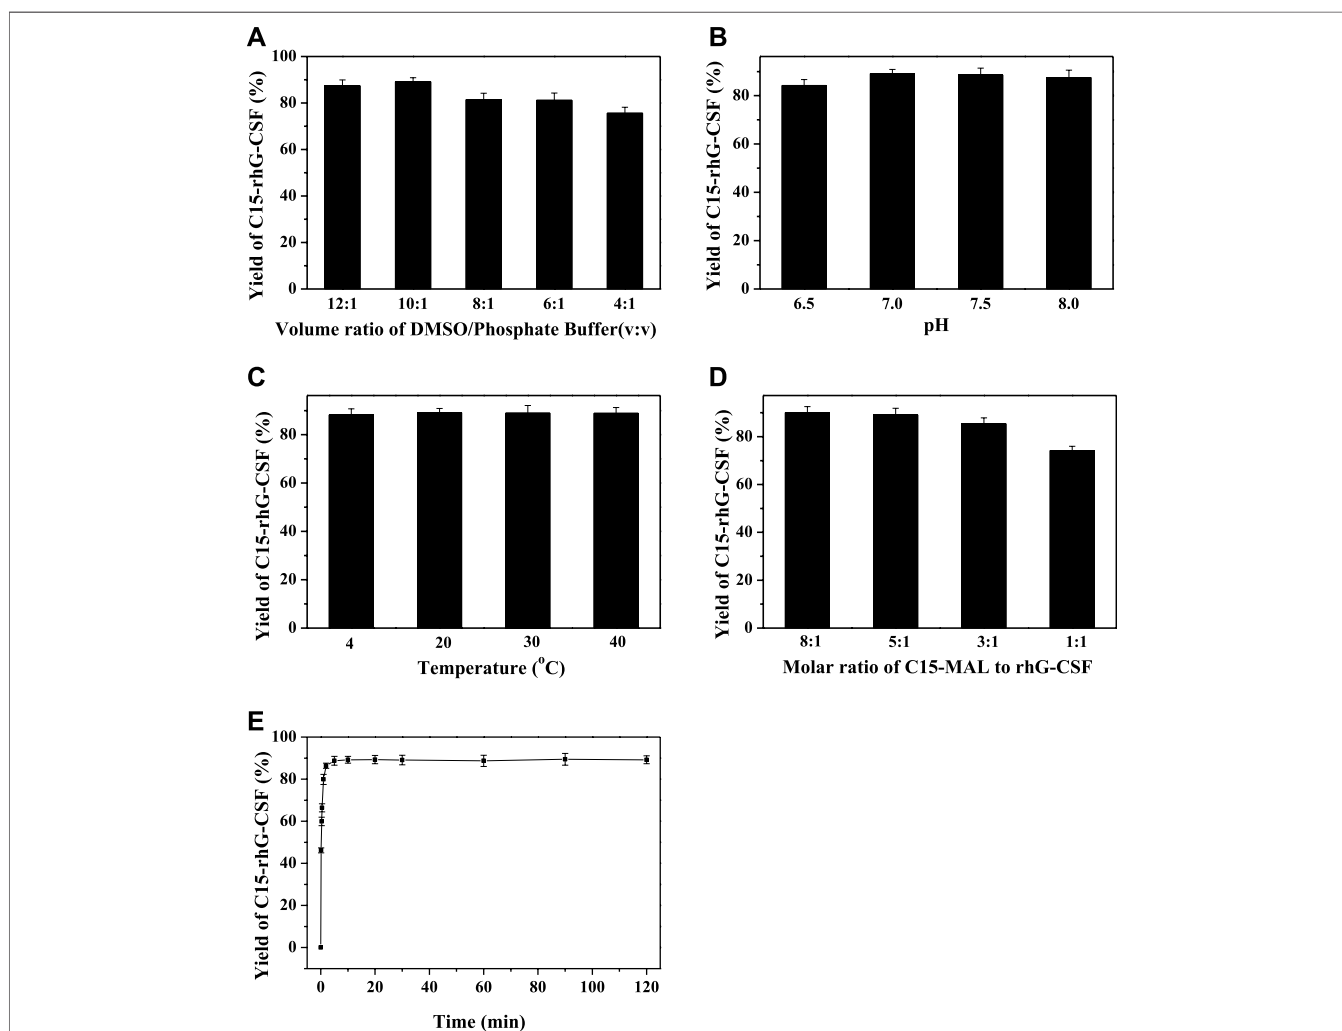 A
Yield of C15-rhG-CSF (%)
100
80
60
40
20
0
12:1 10:1 8:1 6:1 4:1
Volume ratio of DMSO/Phosphate Buffer(v:v)
B
Yield of C15-rhG-CSF (%)
80
60
40
20
0
6.5 7.0 7.5 8.0
pH
C
Yield of C15-rhG-CSF (%)
80
60
40
20
0
4 20 30 40
Temperature (°C)
D
Yield of C15-rhG-CSF (%)
80
60
40
20
0
8:1 5:1 3:1 1:1
Molar ratio of C15-MAL to rhG-CSF
E
Yield of C15-rhG-CSF (%)
100
80
60
40
20
0
0 20 40 60 80 100 120
Time (min)